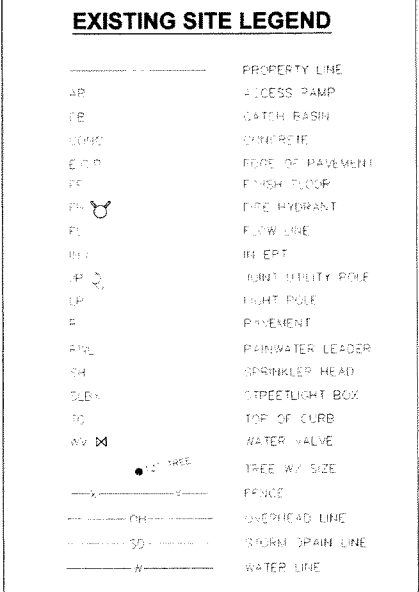 EXISTING SITE LEGEND
PROPERTY LINE
AR ACCESS RAMP
CB CATCH BASIN
CONC CONCRETE
E.O.P. EDGE OF PAVEMENT
FF FINISH FLOOR
FH FIRE HYDRANT
FL FLOW LINE
INV INVERT
JP JOINT UTILITY POLE
LP LIGHT POLE
P PAVEMENT
RWL RAINWATER LEADER
SH SPRINKLER HEAD
SLBX STREETLIGHT BOX
TC TOP OF CURB
WV WATER VALVE
12" TREE TREE W/ SIZE
X X FENCE
OH OVERHEAD LINE
SD STORM DRAIN LINE
W WATER LINE